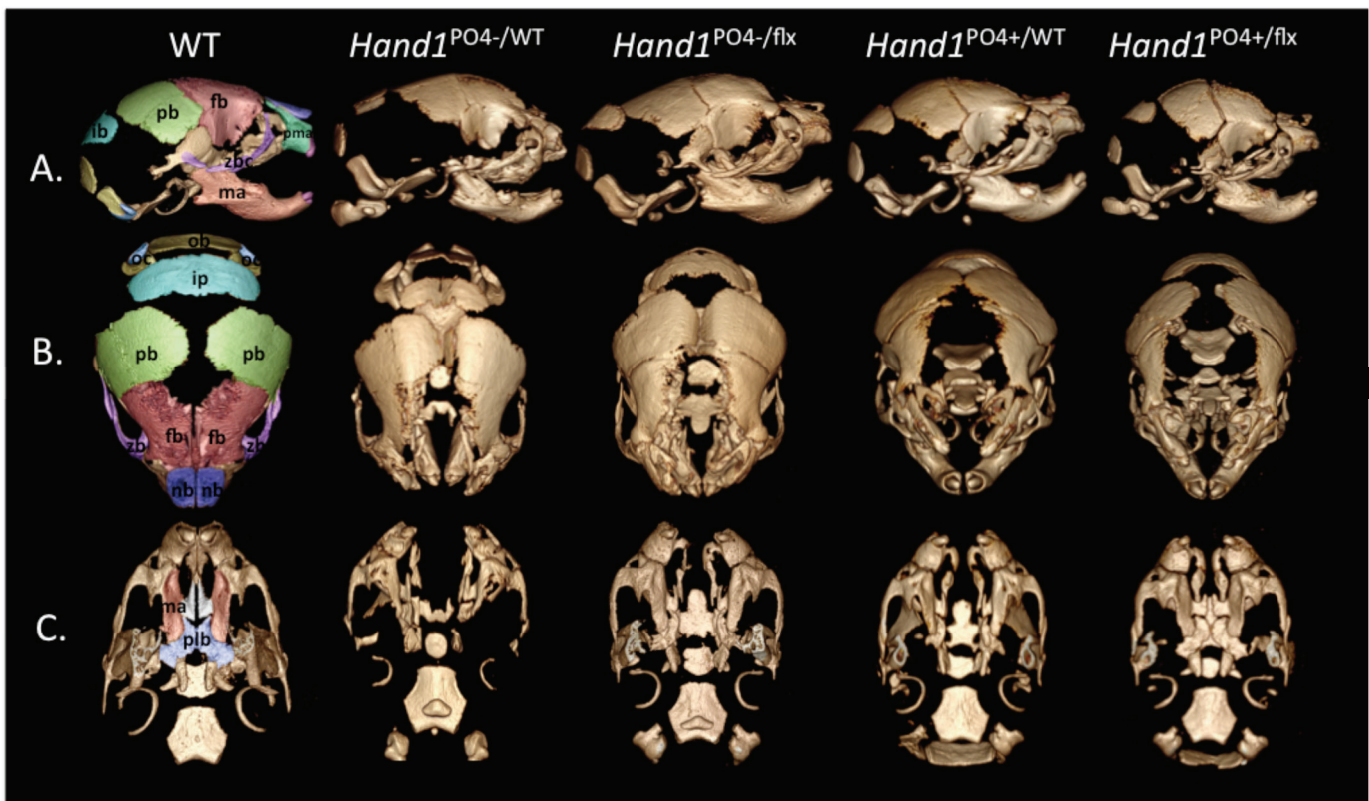 WT Hand1PO4-/WT Hand1PO4-/flx Hand1PO4+/WT Hand1PO4+/flx
A.
ib pb fb pma
zbc
ma
B.
ob
oc oc
ip
pb pb
zb fb fb zb
nb nb
C.
ma
plb